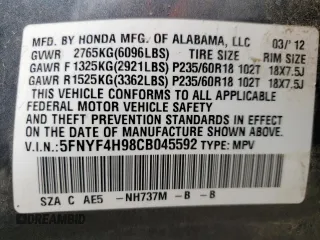 MFD. BY HONDA MFG. OF ALABAMA, LLC 03/'12
GVWR 2765KG(6096LBS) TIRE SIZE RIM SIZE
GAWR F 1325KG(2921LBS) P235/60R18 102T 18X7.5J
GAWR R1525KG(3362LBS) P235/60R18 102T 18X7.5J
THIS VEHICLE CONFORMS TO ALL APPLICABLE
FEDERAL MOTOR VEHICLE SAFETY AND
THEFT PREVENTION STANDARDS IN EFFECT ON
THE DATE OF MANUFACTURE SHOWN ABOVE.
V.I.N.: 5FNYF4H98CB045592 TYPE: MPV
SZA C AE5 -NH737M -B -8
© IDREAMBID